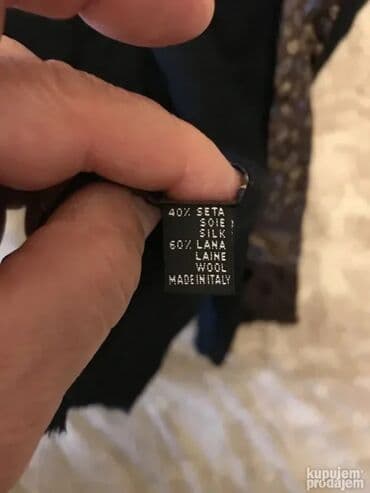 40% SETA
SOIE
SILK
60% LANA
LAINE
WOOL
MADE IN ITALY
kupujem
prodajem